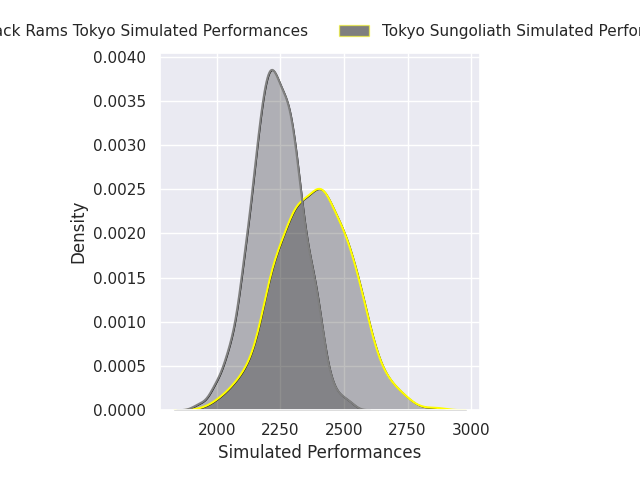 ack Rams Tokyo Simulated Performances
Tokyo Sungoliath Simulated Perfor
0.0040
0.0035
0.0030
0.0025
0.0020
0.0015
0.0010
0.0005
0.0000
Density
2000 2250 2500 2750 3000
Simulated Performances